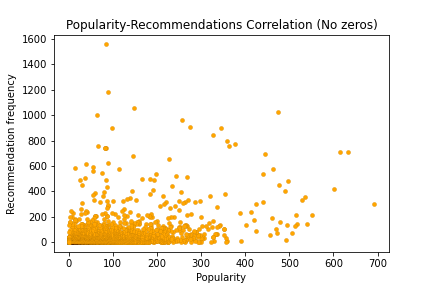 Popularity-Recommendations Correlation (No zeros)
Recommendation frequency
1600
1400
1200
1000
800
600
400
200
0
0 100 200 300 400 500 600 700
Popularity